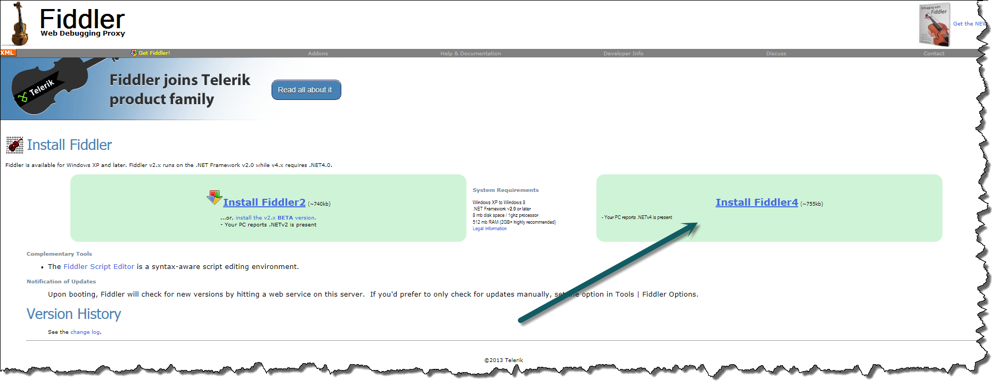 Fiddler
Web Debugging Proxy
Debugging with
Fiddler
Get the NEW
XML
Get Fiddler!
Addons
Help & Documentation
Developer Info
Discuss
Contact
Telerik
Fiddler joins Telerik
product family
Read all about it
Install Fiddler
Fiddler is available for Windows XP and later. Fiddler v2.x runs on the .NET Framework v2.0 while v4.x requires .NET4.0.
Install Fiddler2 (~740kb)
...or, install the v2.x BETA version.
- Your PC reports .NETv2 is present
System Requirements
Windows XP to Windows 8
.NET Framework v2.0 or later
8 mb disk space / 1ghz processor
512 mb RAM (2GB+ highly recommended)
Legal Information
Install Fiddler4 (~755kb)
- Your PC reports .NETv4 is present
Complementary Tools
• The Fiddler Script Editor is a syntax-aware script editing environment.
Notification of Updates
Upon booting, Fiddler will check for new versions by hitting a web service on this server. If you'd prefer to only check for updates manually, set the option in Tools | Fiddler Options.
Version History
See the change log.
©2013 Telerik